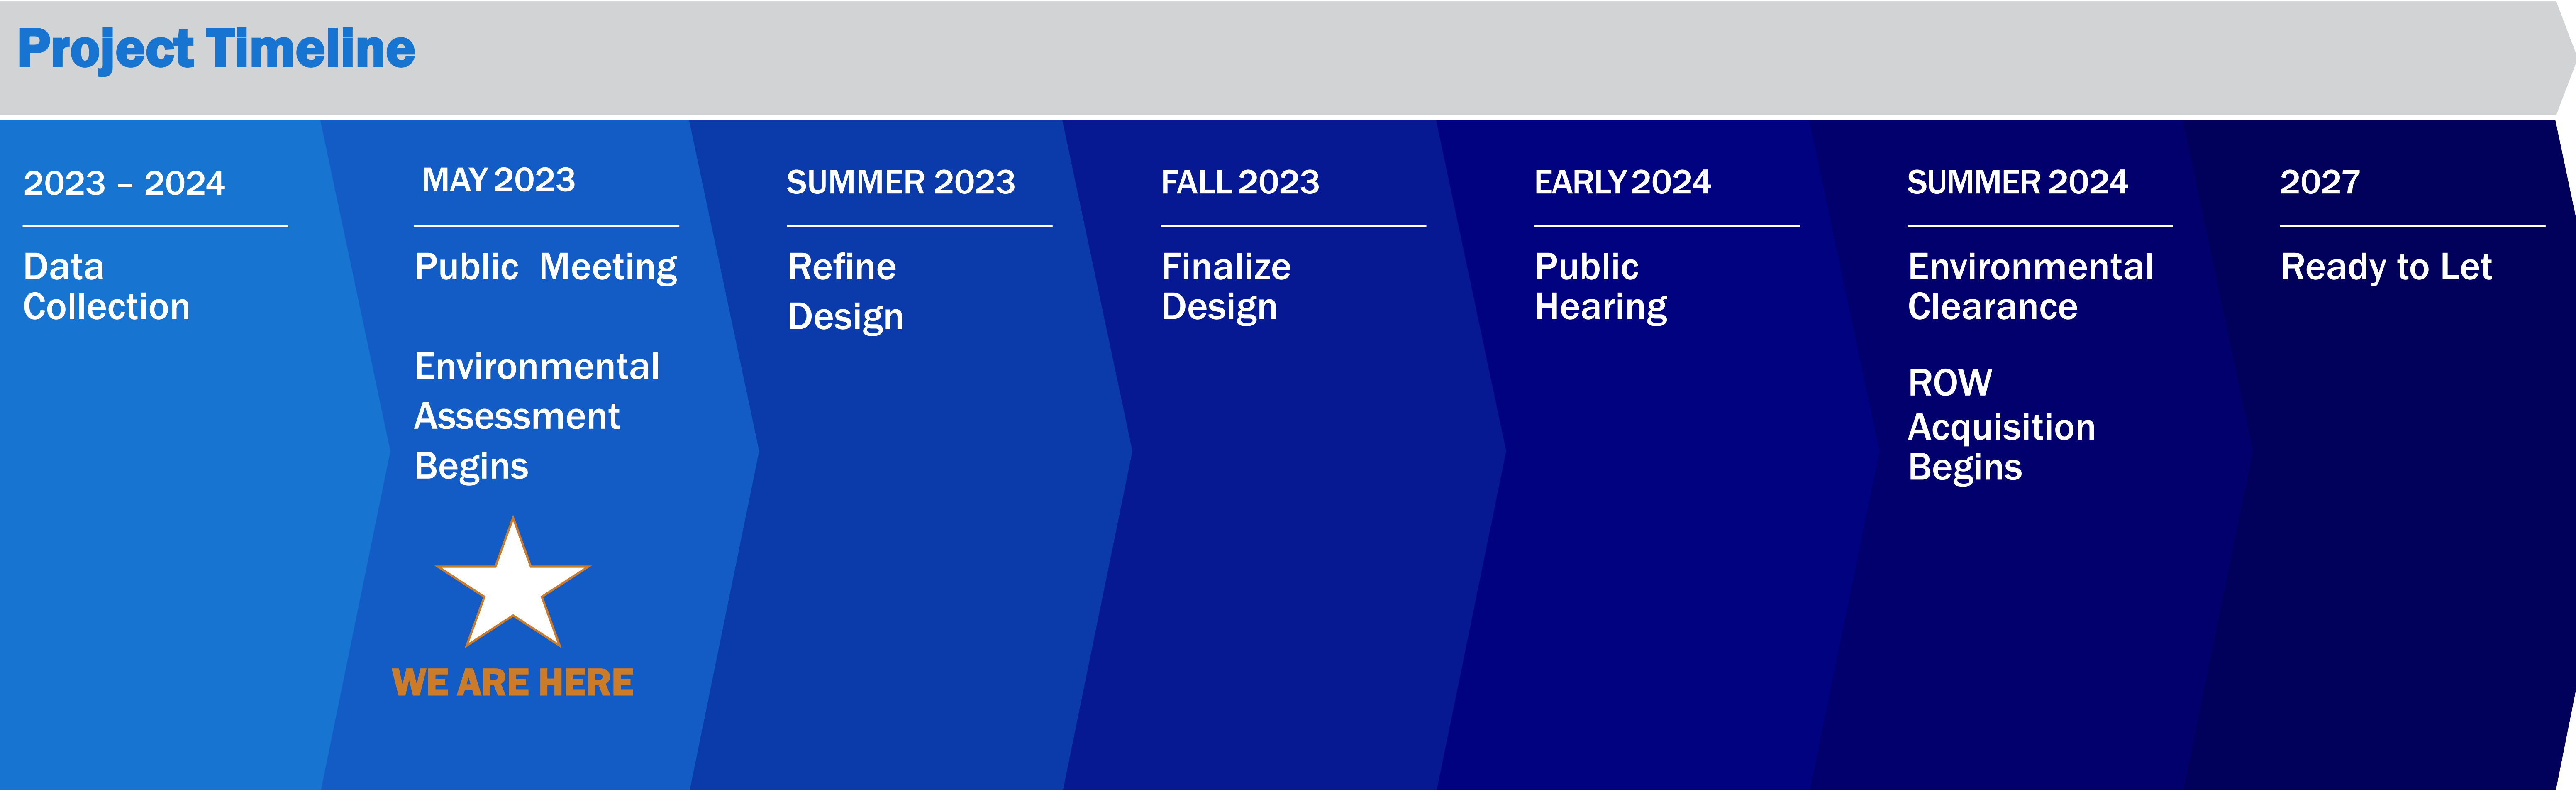 Project Timeline
2023 – 2024
Data
Collection
MAY 2023
Public Meeting
Environmental
Assessment
Begins
WE ARE HERE
SUMMER 2023
Refine
Design
FALL 2023
Finalize
Design
EARLY 2024
Public
Hearing
SUMMER 2024
Environmental
Clearance
ROW
Acquisition
Begins
2027
Ready to Let